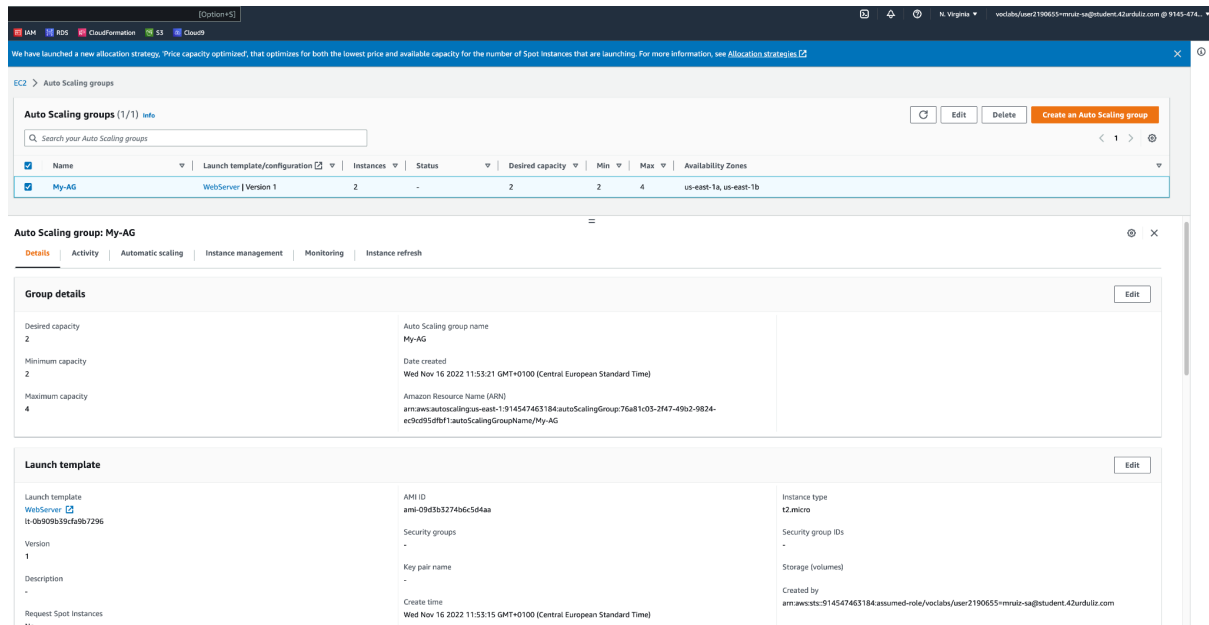 [Option+S]
N. Virginia
voclabs/user2190655=mruiz-sa@student.42urduliz.com @ 9145-474...
IAM RDS CloudFormation S3 Cloud9
We have launched a new allocation strategy, 'Price capacity optimized', that optimizes for both the lowest price and available capacity for the number of Spot Instances that are launching. For more information, see Allocation strategies
EC2 > Auto Scaling groups
Auto Scaling groups (1/1) Info
Edit Delete Create an Auto Scaling group
Search your Auto Scaling groups
1
Name Launch template/configuration Instances Status Desired capacity Min Max Availability Zones
My-AG WebServer | Version 1 2 - 2 2 4 us-east-1a, us-east-1b
Auto Scaling group: My-AG
Details Activity Automatic scaling Instance management Monitoring Instance refresh
Group details
Edit
Desired capacity
2
Minimum capacity
2
Maximum capacity
4
Auto Scaling group name
My-AG
Date created
Wed Nov 16 2022 11:53:21 GMT+0100 (Central European Standard Time)
Amazon Resource Name (ARN)
arn:aws:autoscaling:us-east-1:914547463184:autoScalingGroup:76a81c03-2f47-49b2-9824-
ec9cd95dfbf1:autoScalingGroupName/My-AG
Launch template
Edit
Launch template
WebServer
lt-0b909b39cfa9b7296
Version
1
Description
-
Request Spot Instances
AMI ID
ami-09d3b3274b6c5d4aa
Security groups
-
Key pair name
-
Create time
Wed Nov 16 2022 11:53:15 GMT+0100 (Central European Standard Time)
Instance type
t2.micro
Security group IDs
-
Storage (volumes)
Created by
arn:aws:sts::914547463184:assumed-role/voclabs/user2190655=mruiz-sa@student.42urduliz.com